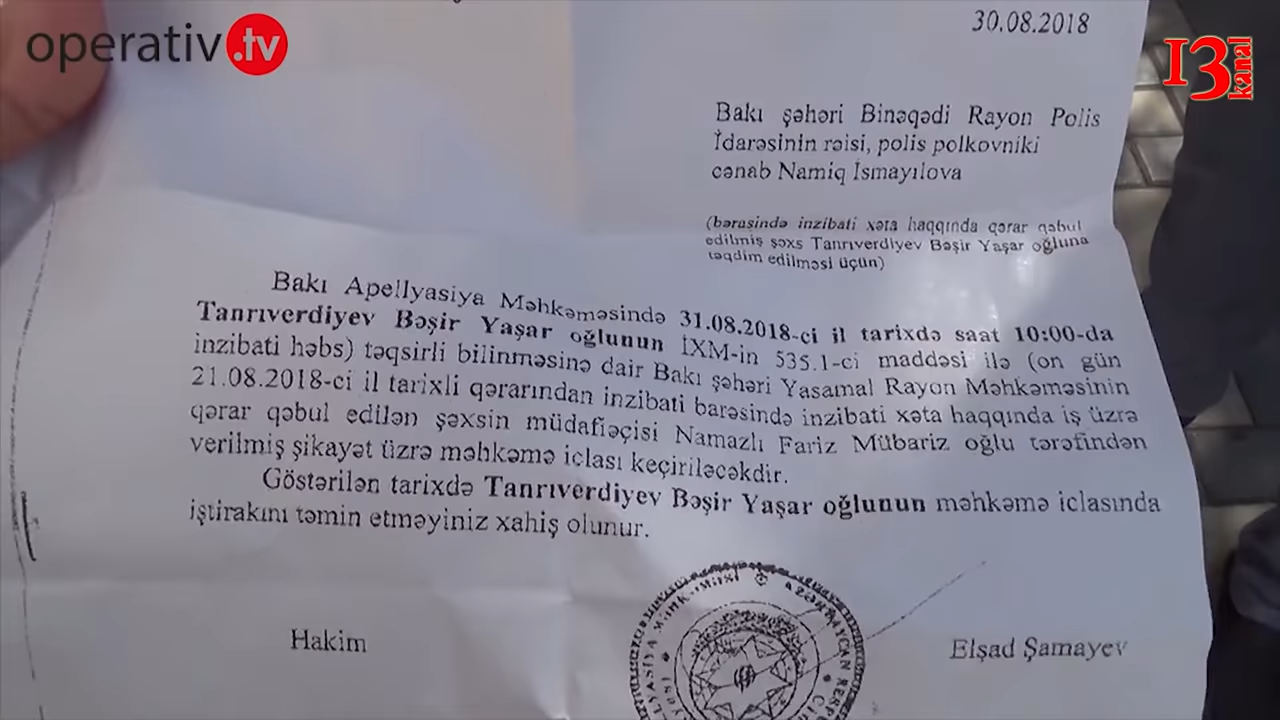 operativ.tv
13 kanal
30.08.2018
Bakı şəhəri Binəqədi Rayon Polis
İdarəsinin rəisi, polis polkovniki
cənab Namiq İsmayılova
(bərəsində inzibati xəta haqqında qərar qəbul
edilmiş şəxs Tanrıverdiyev Bəşir Yaşar oğluna
təqdim edilməsi üçün)
Bakı Apellyasiya Məhkəməsində 31.08.2018-ci il tarixdə saat 10:00-da
Tanrıverdiyev Bəşir Yaşar oğlunun İXM-in 535.1-ci maddəsi ilə (on gün
inzibati həbs) təqsirli bilinməsinə dair Bakı şəhəri Yasamal Rayon Məhkəməsinin
21.08.2018-ci il tarixli qərarından inzibati barəsində inzibati xəta haqqında iş üzrə
qərar qəbul edilən şəxsin müdafiəçisi Namazlı Fariz Mübariz oğlu tərəfindən
verilmiş şikayət üzrə məhkəmə iclası keçiriləcəkdir.
Göstərilən tarixdə Tanrıverdiyev Bəşir Yaşar oğlunun məhkəmə iclasında
iştirakını təmin etməyiniz xahiş olunur.
Hakim
Elşad Şamayev
AZƏRBAYCAN